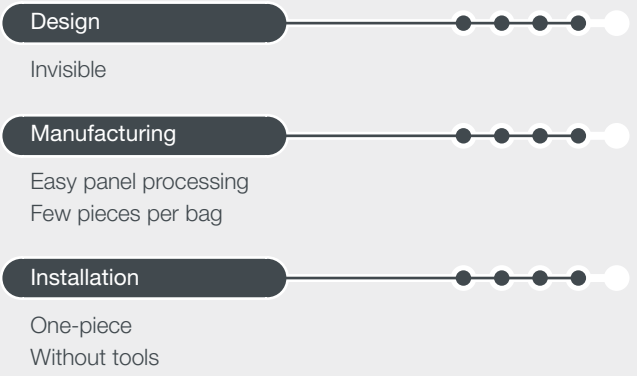 Design
Invisible
Manufacturing
Easy panel processing
Few pieces per bag
Installation
One-piece
Without tools